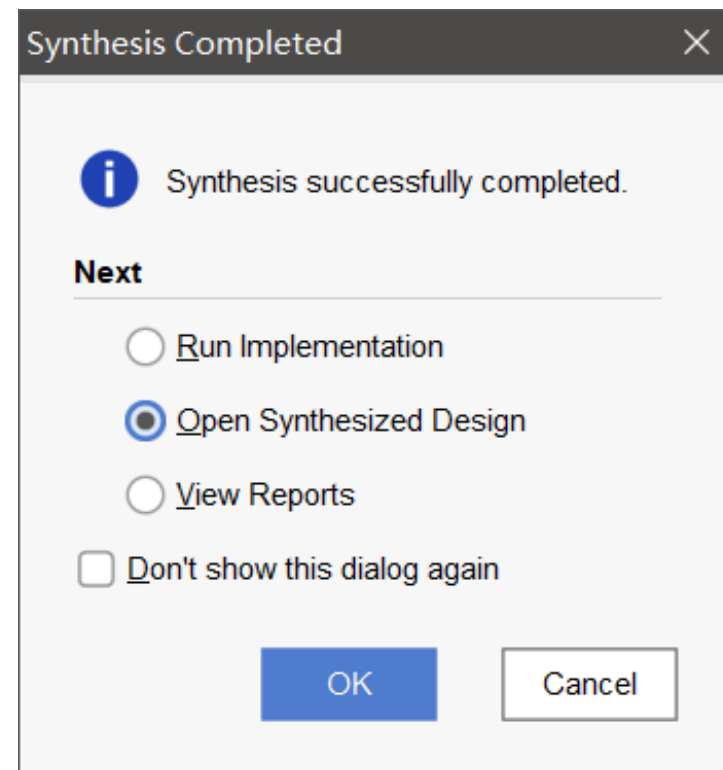 Synthesis Completed
Synthesis successfully completed.
Next
Run Implementation
Open Synthesized Design
View Reports
Don't show this dialog again
OK
Cancel